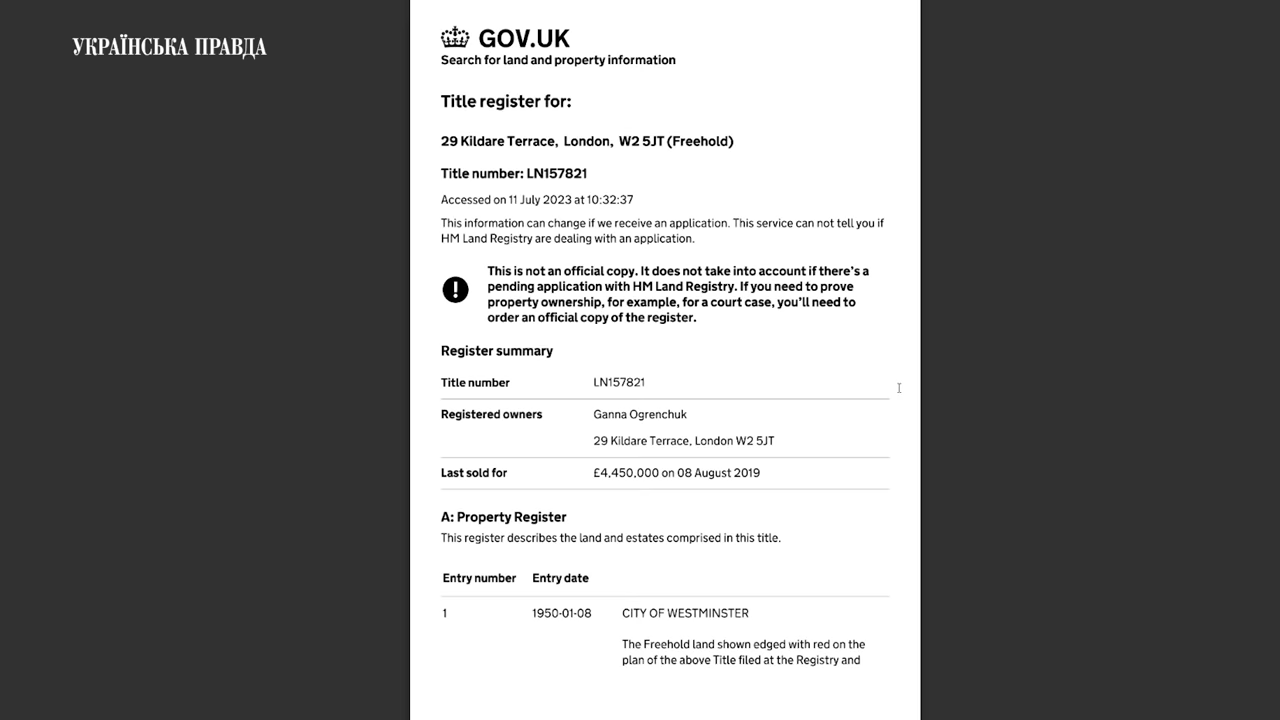 УКРАЇНСЬКА ПРАВДА
GOV.UK
Search for land and property information
Title register for:
29 Kildare Terrace, London, W2 5JT (Freehold)
Title number: LN157821
Accessed on 11 July 2023 at 10:32:37
This information can change if we receive an application. This service can not tell you if
HM Land Registry are dealing with an application.
This is not an official copy. It does not take into account if there's a
pending application with HM Land Registry. If you need to prove
property ownership, for example, for a court case, you'll need to
order an official copy of the register.
Register summary
Title number LN157821
Registered owners Ganna Ogrenchuk
29 Kildare Terrace, London W2 5JT
Last sold for £4,450,000 on 08 August 2019
A: Property Register
This register describes the land and estates comprised in this title.
Entry number Entry date
1 1950-01-08 CITY OF WESTMINSTER
The Freehold land shown edged with red on the
plan of the above Title filed at the Registry and